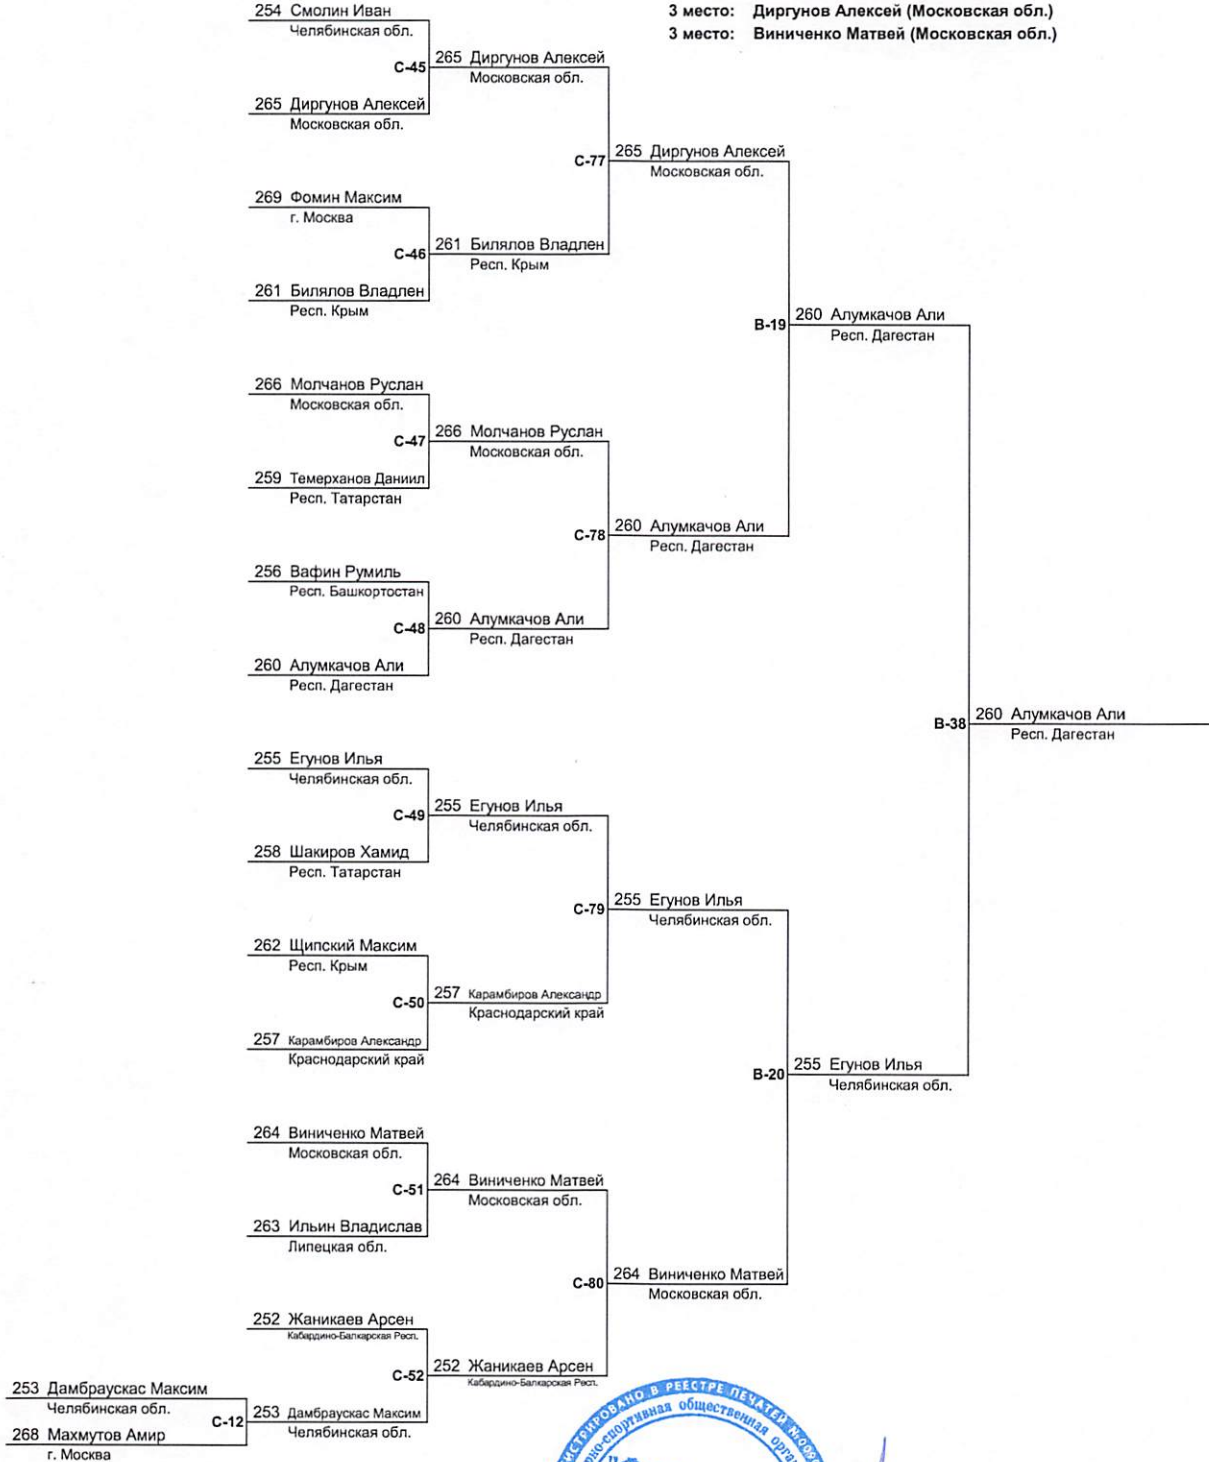 3 место: Диргунов Алексей (Московская обл.)
3 место: Виниченко Матвей (Московская обл.)
254 Смолин Иван
Челябинская обл.
С-45
265 Диргунов Алексей
Московская обл.
265 Диргунов Алексей
Московская обл.
С-77
265 Диргунов Алексей
Московская обл.
269 Фомин Максим
г. Москва
С-46
261 Билялов Владлен
Респ. Крым
261 Билялов Владлен
Респ. Крым
В-19
260 Алумкачов Али
Респ. Дагестан
266 Молчанов Руслан
Московская обл.
С-47
266 Молчанов Руслан
Московская обл.
259 Темерханов Даниил
Респ. Татарстан
С-78
260 Алумкачов Али
Респ. Дагестан
256 Вафин Румиль
Респ. Башкортостан
С-48
260 Алумкачов Али
Респ. Дагестан
260 Алумкачов Али
Респ. Дагестан
В-38
260 Алумкачов Али
Респ. Дагестан
255 Егунов Илья
Челябинская обл.
С-49
255 Егунов Илья
Челябинская обл.
258 Шакиров Хамид
Респ. Татарстан
С-79
255 Егунов Илья
Челябинская обл.
262 Щипский Максим
Респ. Крым
С-50
257 Карамбиров Александр
Краснодарский край
257 Карамбиров Александр
Краснодарский край
В-20
255 Егунов Илья
Челябинская обл.
264 Виниченко Матвей
Московская обл.
С-51
264 Виниченко Матвей
Московская обл.
263 Ильин Владислав
Липецкая обл.
С-80
264 Виниченко Матвей
Московская обл.
252 Жаникаев Арсен
Кабардино-Балкарская Респ.
С-52
252 Жаникаев Арсен
Кабардино-Балкарская Респ.
253 Дамбраускас Максим
Челябинская обл.
С-12
253 Дамбраускас Максим
Челябинская обл.
268 Махмутов Амир
г. Москва
В РЕЕСТРЕ ПЕЧАТЕЙ
общественная